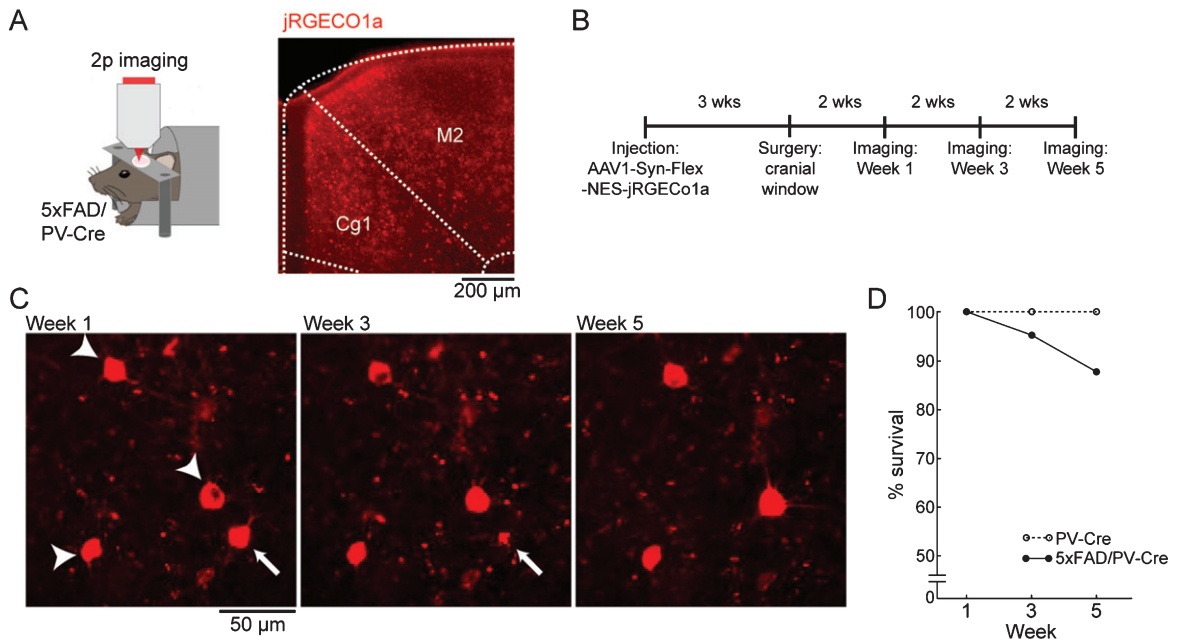 A
jRGECO1a
2p imaging
5xFAD/
PV-Cre
M2
Cg1
200 µm
B
3 wks
2 wks
2 wks
2 wks
Injection:
AAV1-Syn-Flex
-NES-jRGECo1a
Surgery:
cranial
window
Imaging:
Week 1
Imaging:
Week 3
Imaging:
Week 5
C
Week 1
Week 3
Week 5
50 µm
D
% survival
100
90
80
70
60
50
0
PV-Cre
5xFAD/PV-Cre
1
3
5
Week